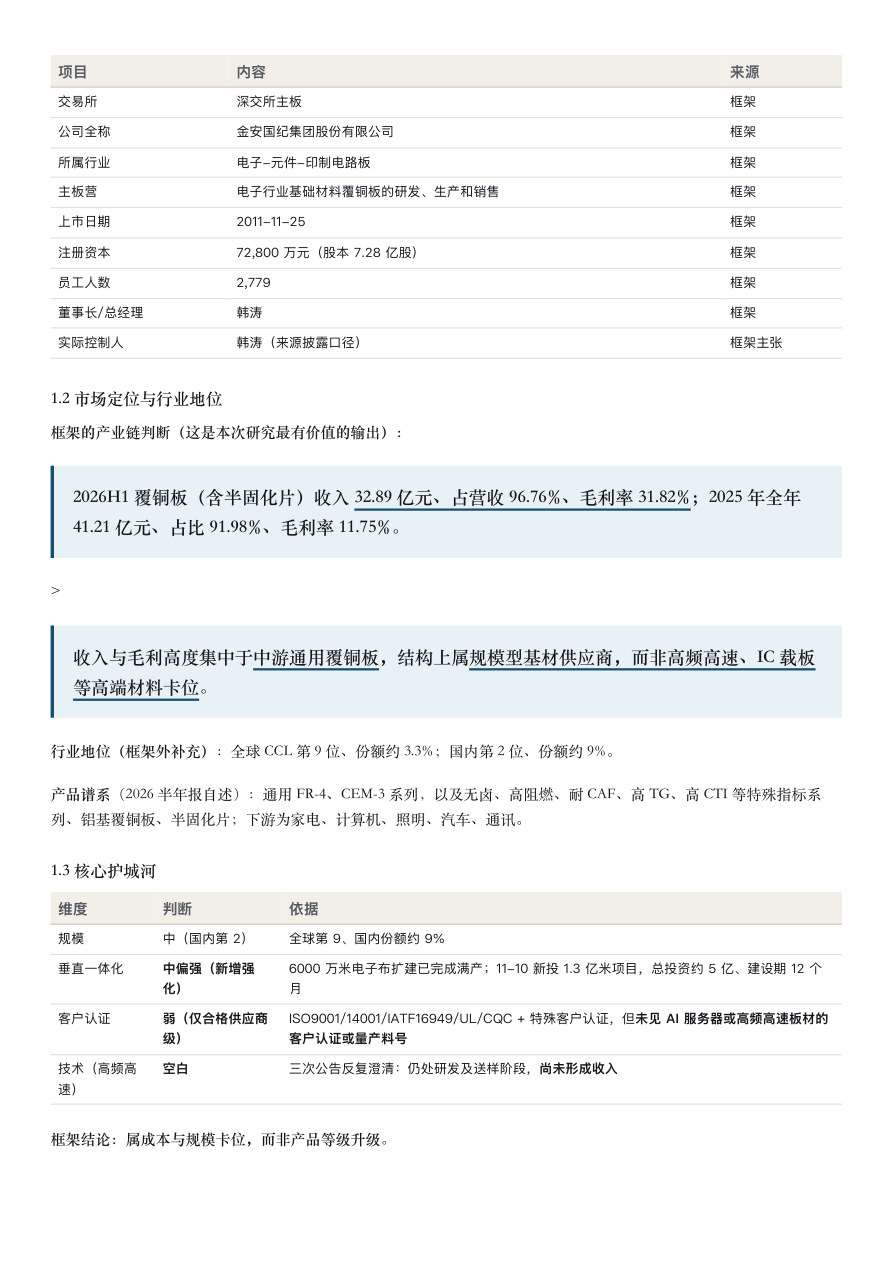 项目 内容 来源
交易所 深交所主板 框架
公司全称 金安国纪集团股份有限公司 框架
所属行业 电子–元件–印制电路板 框架
主板营 电子行业基础材料覆铜板的研发、生产和销售 框架
上市日期 2011–11–25 框架
注册资本 72,800 万元（股本 7.28 亿股） 框架
员工人数 2,779 框架
董事长/总经理 韩涛 框架
实际控制人 韩涛（来源披露口径） 框架主张
1.2 市场定位与行业地位
框架的产业链判断（这是本次研究最有价值的输出）：
2026H1 覆铜板（含半固化片）收入 32.89 亿元、占营收 96.76%、毛利率 31.82%；2025 年全年
41.21 亿元、占比 91.98%、毛利率 11.75%。
>
收入与毛利高度集中于中游通用覆铜板，结构上属规模型基材供应商，而非高频高速、IC 载板
等高端材料卡位。
行业地位（框架外补充）：全球 CCL 第 9 位、份额约 3.3%；国内第 2 位、份额约 9%。
产品谱系（2026 半年报自述）：通用 FR-4、CEM-3 系列，以及无卤、高阻燃、耐 CAF、高 TG、高 CTI 等特殊指标系
列、铝基覆铜板、半固化片；下游为家电、计算机、照明、汽车、通讯。
1.3 核心护城河
维度 判断 依据
规模 中（国内第 2） 全球第 9、国内份额约 9%
垂直一体化 中偏强（新增强 6000 万米电子布扩建已完成满产；11–10 新投 1.3 亿米项目，总投资约 5 亿、建设期 12 个
化） 月
客户认证 弱（仅合格供应商 ISO9001/14001/IATF16949/UL/CQC + 特殊客户认证，但未见 AI 服务器或高频高速板材的
级） 客户认证或量产料号
技术（高频高 空白 三次公告反复澄清：仍处研发及送样阶段，尚未形成收入
速）
框架结论：属成本与规模卡位，而非产品等级升级。